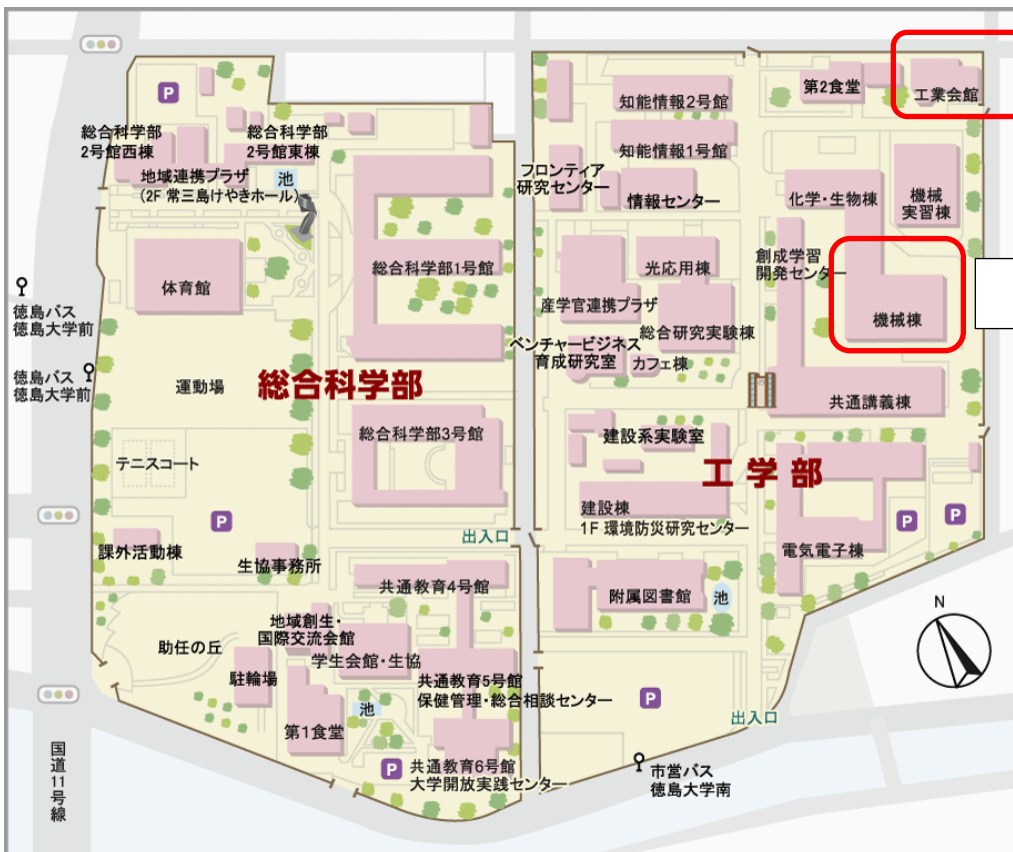 P
総合科学部
2号館西棟
総合科学部
2号館東棟
地域連携プラザ
(2F 常三島けやきホール)
池
体育館
総合科学部1号館
徳島バス
徳島大学前
徳島バス
徳島大学前
運動場
総合科学部
総合科学部3号館
テニスコート
P
課外活動棟
生協事務所
出入口
共通教育4号館
地域創生・
国際交流会館
学生会館・生協
助任の丘
駐輪場
共通教育5号館
保健管理・総合相談センター
池
第1食堂
P
共通教育6号館
大学開放実践センター
国道11号線
知能情報2号館
第2食堂
工業会館
知能情報1号館
フロンティア
研究センター
情報センター
化学・生物棟
機械
実習棟
光応用棟
創成学習
開発センター
産学官連携プラザ
総合研究実験棟
機械棟
ベンチャービジネス
育成研究室
カフェ棟
共通講義棟
建設系実験室
工学部
建設棟
1F 環境防災研究センター
P
P
電気電子棟
附属図書館
池
N
P
出入口
市営バス
徳島大学南